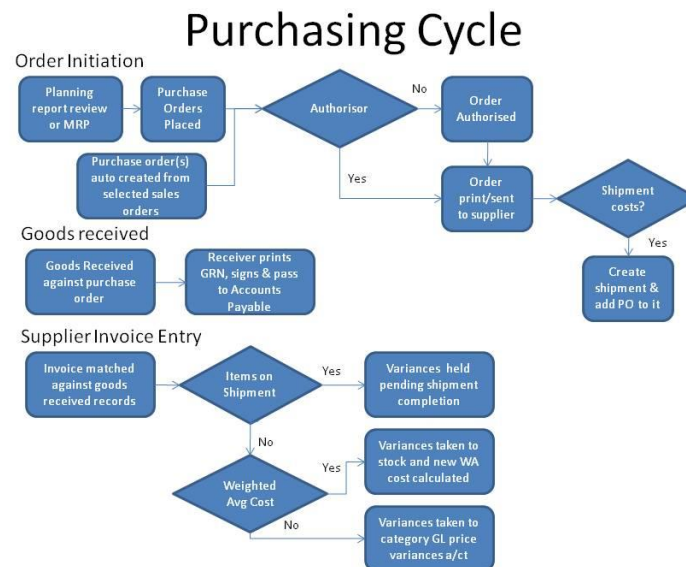 Purchasing Cycle
Order Initiation
Planning
report review
or MRP
Purchase
Orders
Placed
Authorisor
No
Order
Authorised
Purchase order(s)
auto created from
selected sales
orders
Yes
Order
print/sent
to supplier
Shipment
costs?
Yes
Create
shipment &
add PO to it
Goods received
Goods Received
against purchase
order
Receiver prints
GRN, signs & pass
to Accounts
Payable
Supplier Invoice Entry
Invoice matched
against goods
received records
Items on
Shipment
Yes
Variances held
pending shipment
completion
No
Weighted
Avg Cost
Yes
Variances taken to
stock and new WA
cost calculated
No
Variances taken to
category GL price
variances a/ct